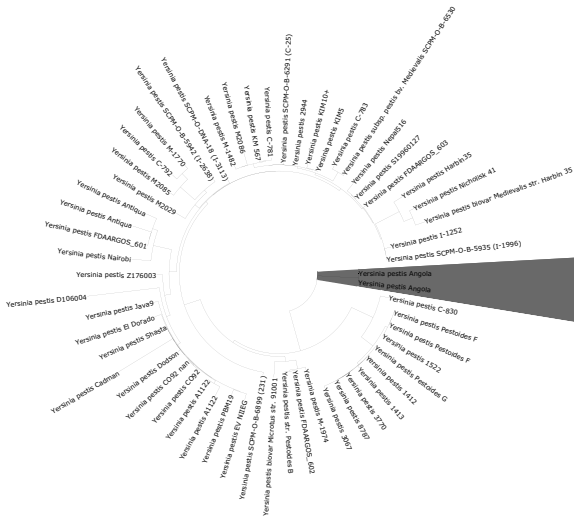 Yersinia pestis subsp. pestis bv. Medievalis SCPM-O-B-6530
Yersinia pestis Nepal516
Yersinia pestis S19960127
Yersinia pestis FDAARGOS_603
Yersinia pestis Harbin35
Yersinia pestis Nicholisk 41
Yersinia pestis biovar Medievalis str. Harbin 35
Yersinia pestis I-1252
Yersinia pestis SCPM-O-B-5935 (I-1996)
Yersinia pestis Angola
Yersinia pestis Angola
Yersinia pestis C-830
Yersinia pestis Pestoides F
Yersinia pestis Pestoides F
Yersinia pestis 1522
Yersinia pestis Pestoides G
Yersinia pestis 1412
Yersinia pestis 1413
Yersinia pestis 3770
Yersinia pestis 8787
Yersinia pestis 3067
Yersinia pestis M-1974
Yersinia pestis FDAARGOS_602
Yersinia pestis str. Pestoides B
Yersinia pestis biovar Microtus str. 91001
Yersinia pestis SCPM-O-B-6899 (231)
Yersinia pestis EV NIIEG
Yersinia pestis PBM19
Yersinia pestis A1122
Yersinia pestis A1122
Yersinia pestis CO92
Yersinia pestis CO92_nan
Yersinia pestis Dodson
Yersinia pestis Cadman
Yersinia pestis Shasta
Yersinia pestis El Dorado
Yersinia pestis Java9
Yersinia pestis D106004
Yersinia pestis Z176003
Yersinia pestis Nairobi
Yersinia pestis FDAARGOS_601
Yersinia pestis Antiqua
Yersinia pestis Antiqua
Yersinia pestis M2029
Yersinia pestis M2085
Yersinia pestis C-792
Yersinia pestis M-1770
Yersinia pestis SCPM-O-B-5942 (I-2638)
Yersinia pestis SCPM-O-DNA-18 (I-3113)
Yersinia pestis M-1482
Yersinia pestis M2086
Yersinia pestis KM 567
Yersinia pestis C-781
Yersinia pestis SCPM-O-B-6291 (C-25)
Yersinia pestis 2944
Yersinia pestis KIM10+
Yersinia pestis KIM5
Yersinia pestis C-783